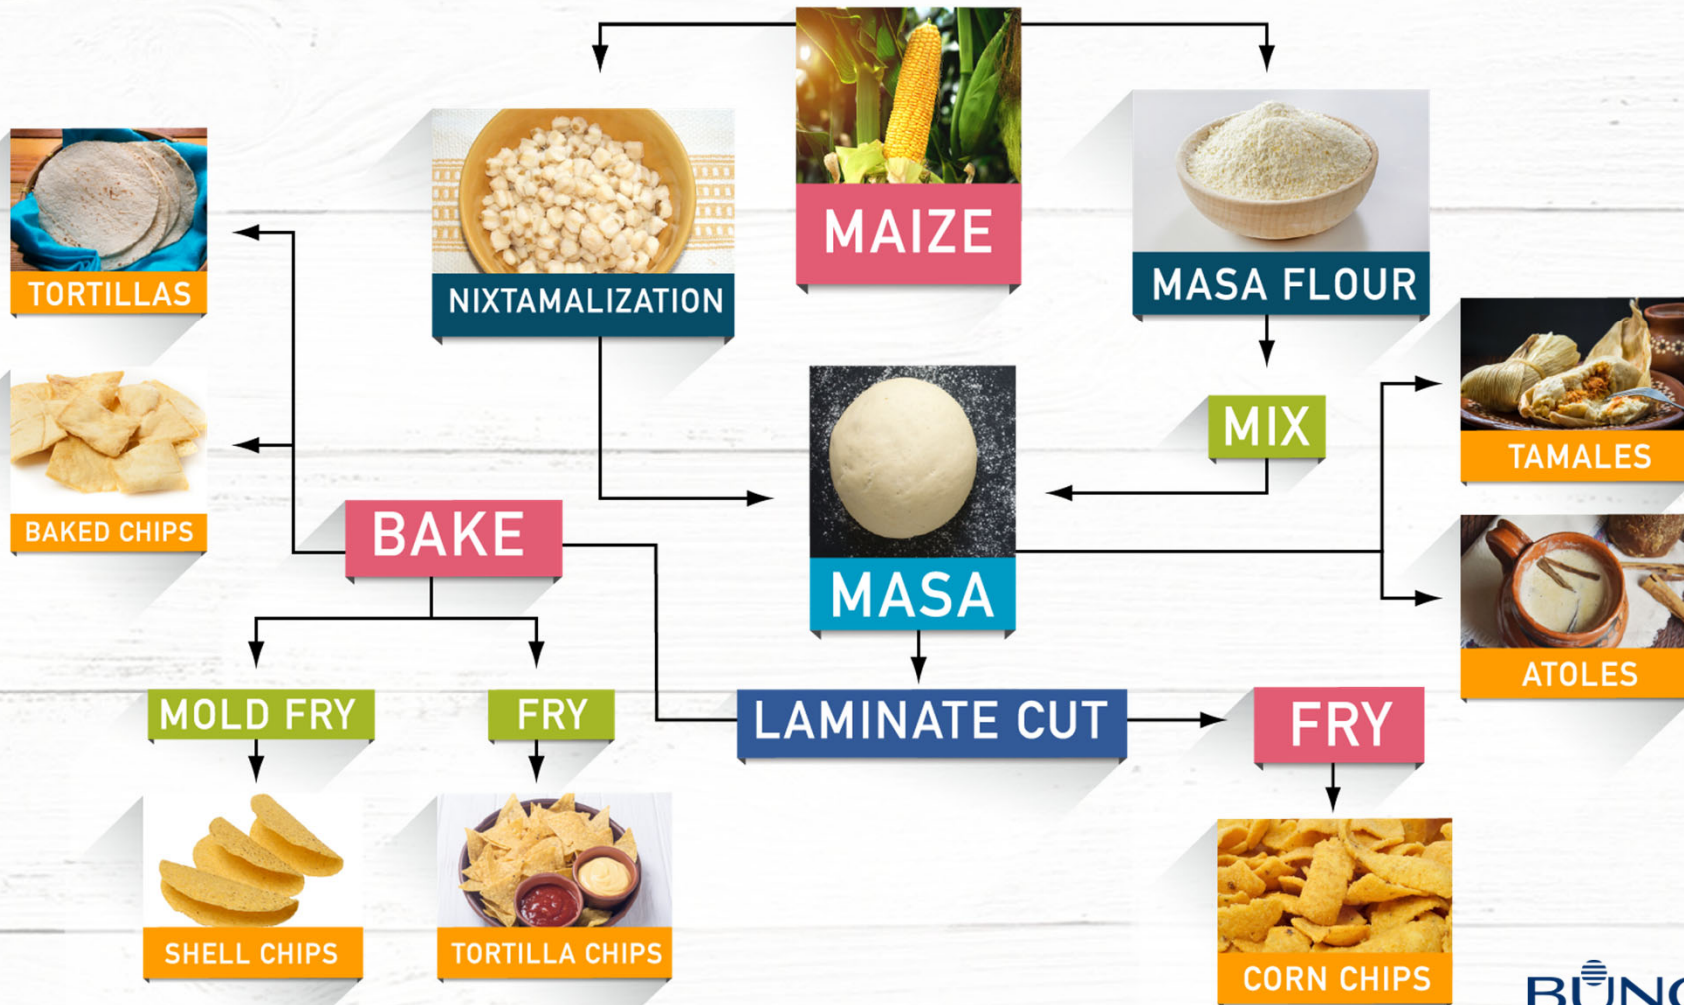 MAIZE
NIXTAMALIZATION
MASA FLOUR
TORTILLAS
MIX
TAMALES
BAKED CHIPS
BAKE
MASA
ATOLES
MOLD FRY
FRY
LAMINATE CUT
FRY
SHELL CHIPS
TORTILLA CHIPS
CORN CHIPS